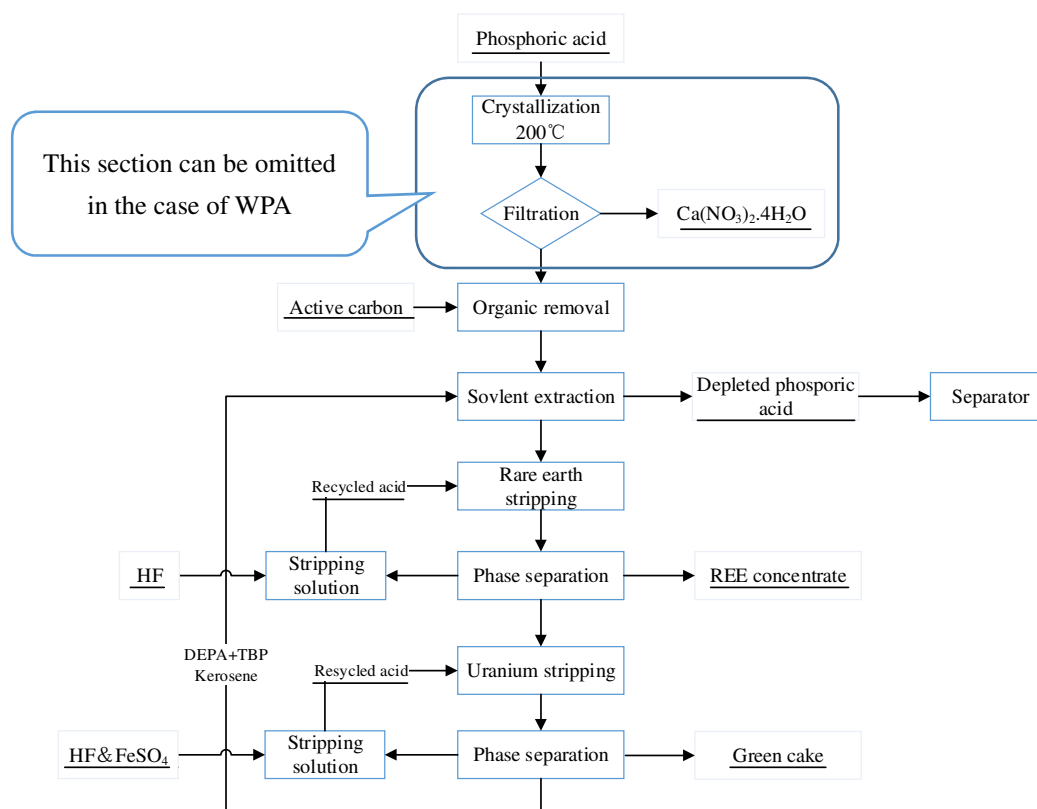 Phosphoric acid
Crystallization
200℃
This section can be omitted
in the case of WPA
Filtration
Ca(NO₃)₂.4H₂O
Active carbon
Organic removal
Sovlent extraction
Depleted phosporic
acid
Separator
Recycled acid
Rare earth
stripping
HF
Stripping
solution
Phase separation
REE concentrate
DEPA+TBP
Kerosene
Resycled acid
Uranium stripping
HF&FeSO₄
Stripping
solution
Phase separation
Green cake